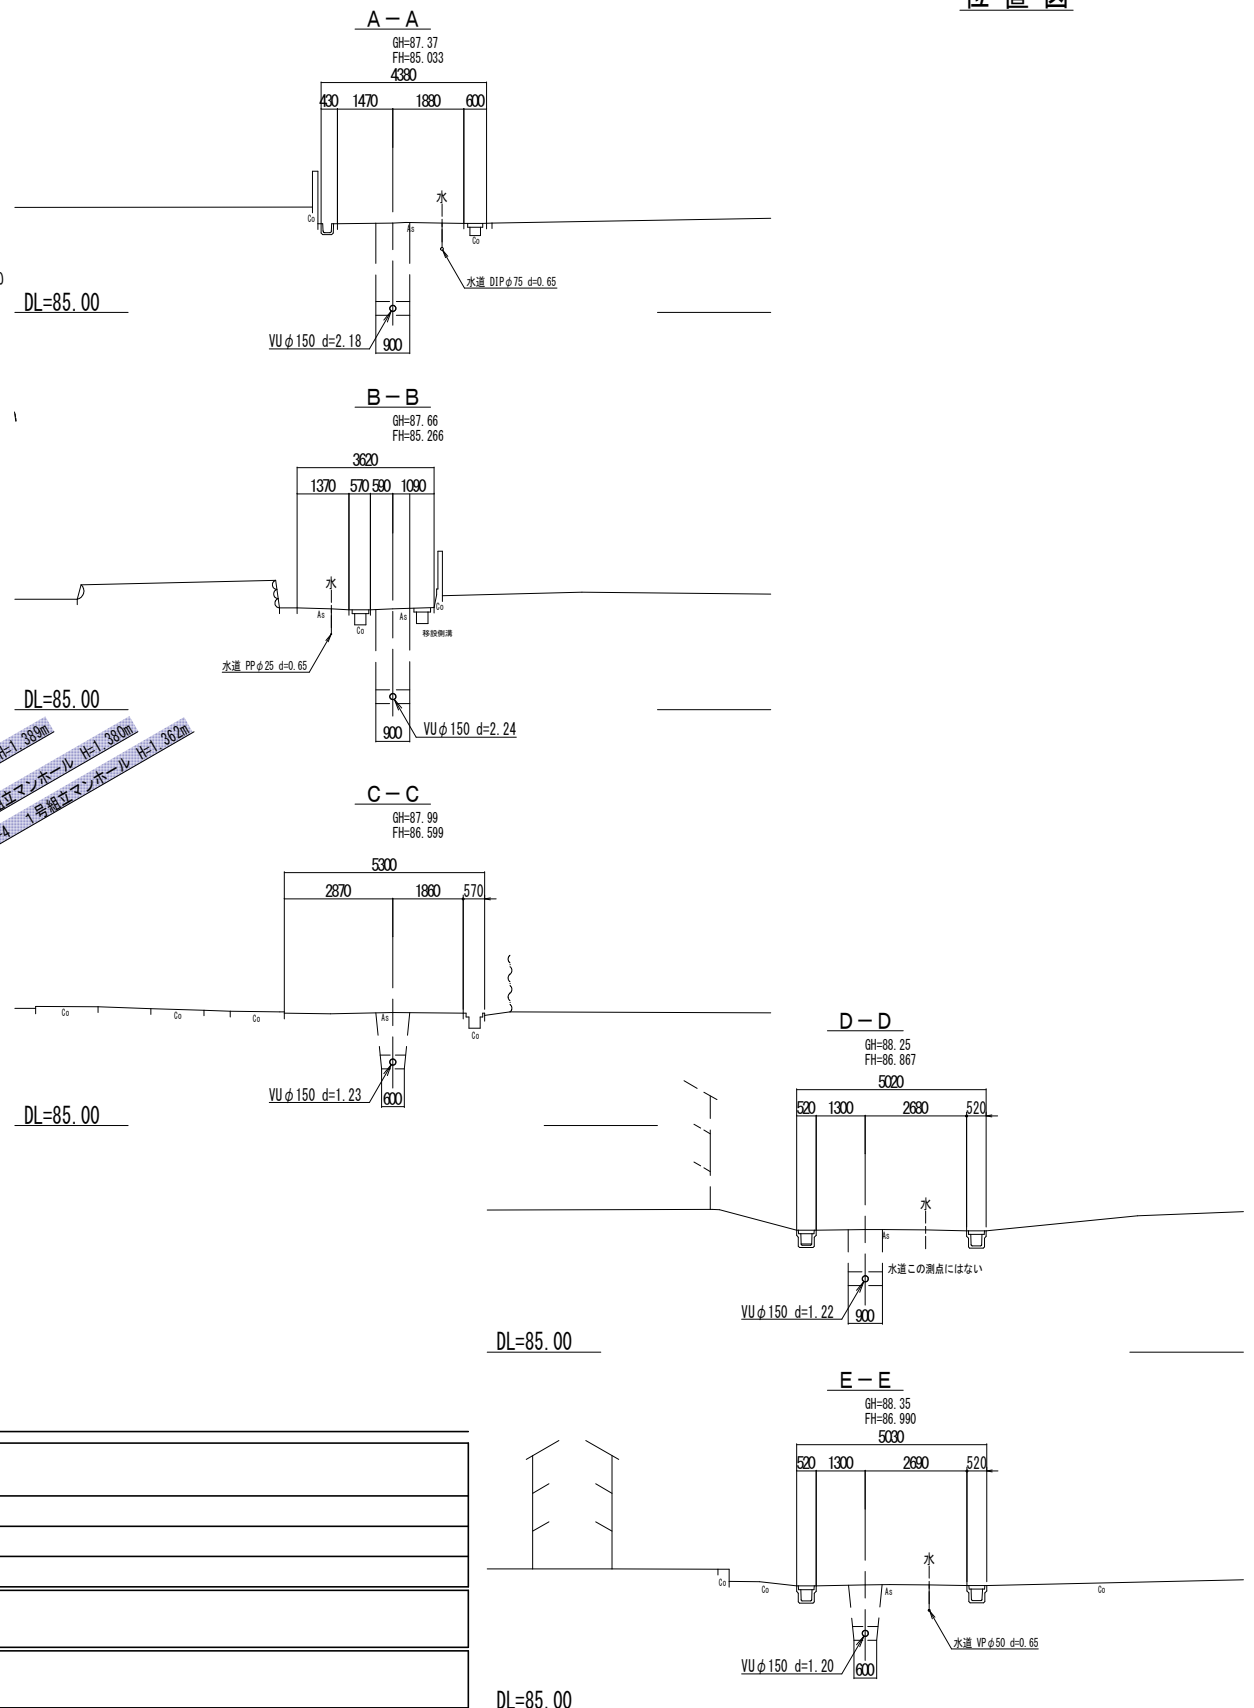 A-A
GH=87.37
FH=85.033
4380
430 1470 1880 600
水
Co
As
Co
水道 DIPφ75 d=0.65
DL=85.00
VUφ150 d=2.18
900
B-B
GH=87.66
FH=85.266
3620
1370 570 590 1090
水
Co
As
As
Co
移設側溝
水道 PPφ25 d=0.65
DL=85.00
VUφ150 d=2.24
900
H=1.389m
組立マンホール H=1.380m
1号組立マンホール H=1.362m
C-C
GH=87.99
FH=86.599
5300
2870 1860 570
Co
Co
Co
As
Co
VUφ150 d=1.23
600
DL=85.00
D-D
GH=88.25
FH=86.867
5020
520 1300 2680 520
水
As
水道この測点にはない
VUφ150 d=1.22
900
DL=85.00
E-E
GH=88.35
FH=86.990
5030
520 1300 2690 520
水
Co
Co
As
Co
水道 VPφ50 d=0.65
VUφ150 d=1.20
600
DL=85.00